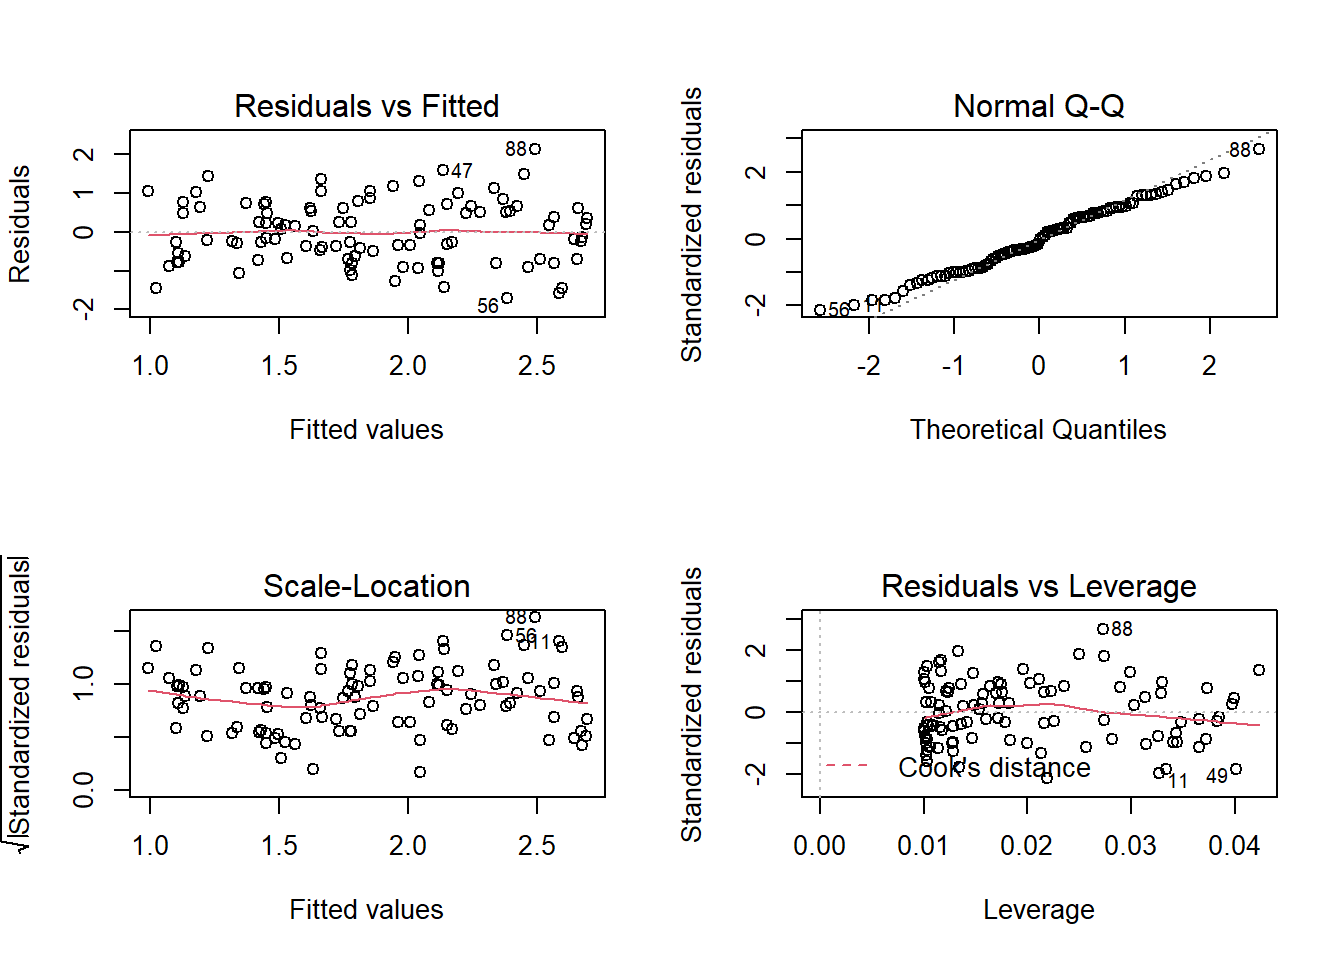 Residuals vs Fitted
Residuals
2
1
0
-2
88
47
56
1.0 1.5 2.0 2.5
Fitted values
Normal Q-Q
Standardized residuals
2
0
-2
88
56
11
-2 -1 0 1 2
Theoretical Quantiles
Scale-Location
√|Standardized residuals|
1.0
0.0
88
56
11
1.0 1.5 2.0 2.5
Fitted values
Residuals vs Leverage
Standardized residuals
2
0
-2
88
Cook's distance
11
49
0.00 0.01 0.02 0.03 0.04
Leverage